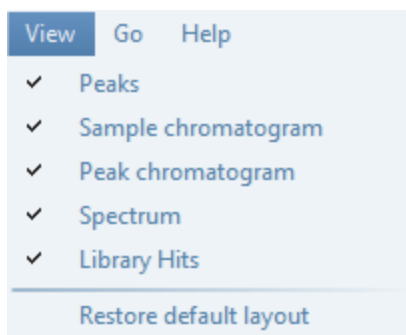 View Go Help
Peaks
Sample chromatogram
Peak chromatogram
Spectrum
Library Hits
Restore default layout